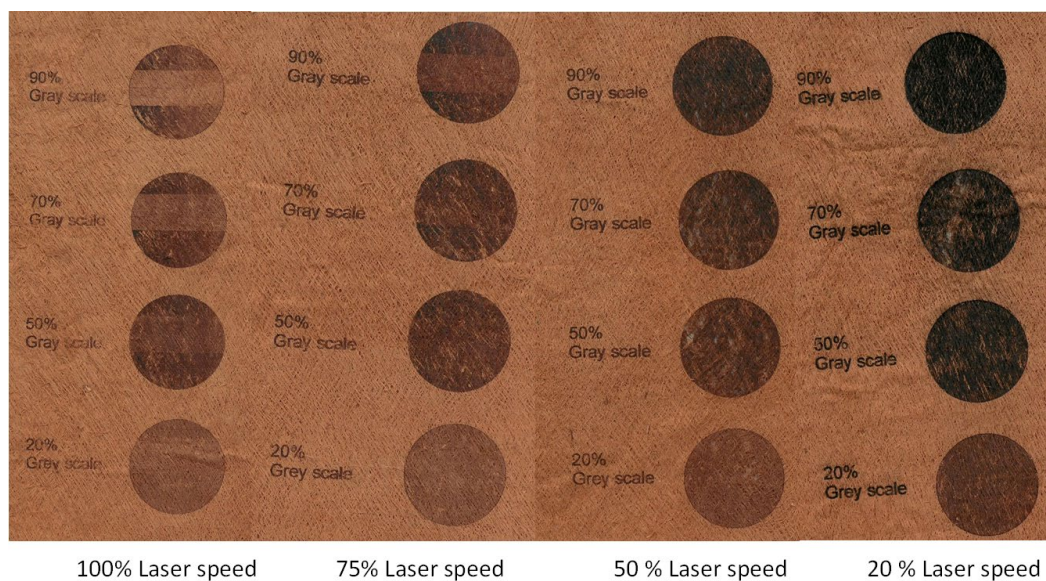 90%
Gray scale
90%
Gray scale
90%
Gray scale
90%
Gray scale
70%
Gray scale
70%
Gray scale
70%
Gray scale
70%
Gray scale
50%
Gray scale
50%
Gray scale
50%
Gray scale
50%
Gray scale
20%
Grey scale
20%
Grey scale
20%
Grey scale
20%
Grey scale
100% Laser speed
75% Laser speed
50 % Laser speed
20 % Laser speed